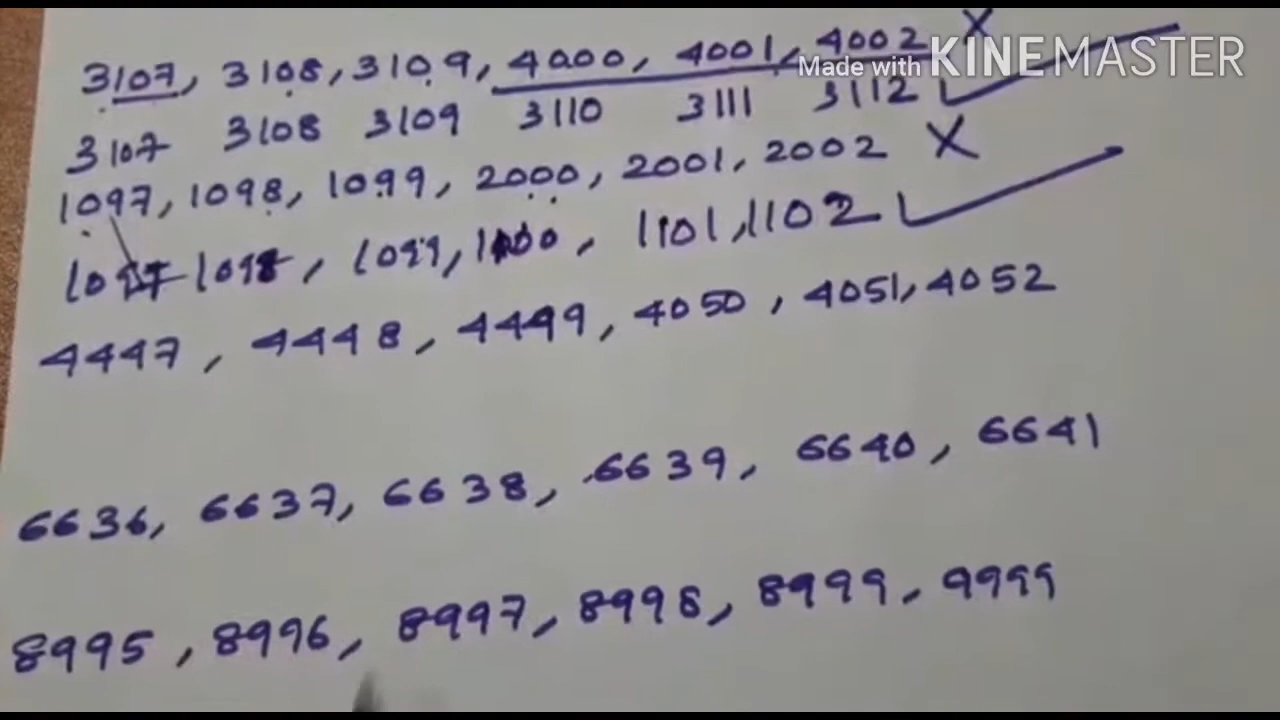 3107, 3108, 3109, 4000, 4001, 4002 X
Made with KINEMASTER
3107 3108 3109 3110 3111 3112
1097, 1098, 1099, 2000, 2001, 2002 X
1097 1098, 1099, 1100, 1101, 1102
4447, 4448, 4449, 4050, 4051, 4052
6636, 6637, 6638, 6639, 6640, 6641
8995, 8996, 8997, 8998, 8999, 9999